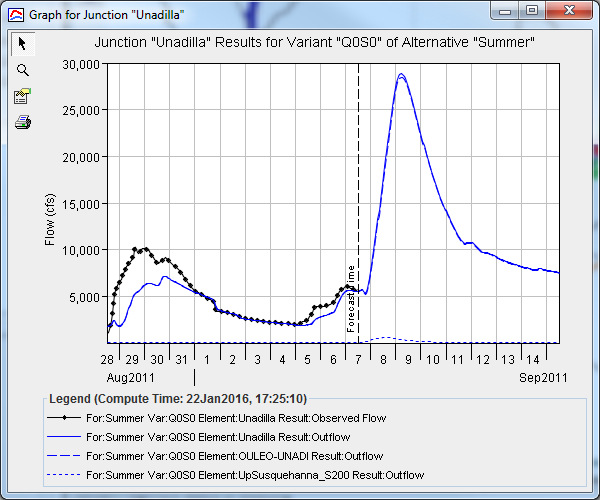 Graph for Junction "Unadilla"
Junction "Unadilla" Results for Variant "Q0S0" of Alternative "Summer"
30,000
25,000
20,000
15,000
10,000
5,000
Flow (cfs)
Forecast Time
28 29 30 31 1 2 3 4 5 6 7 8 9 10 11 12 13 14
Aug2011 Sep2011
Legend (Compute Time: 22Jan2016, 17:25:10)
For:Summer Var:Q0S0 Element:Unadilla Result:Observed Flow
For:Summer Var:Q0S0 Element:Unadilla Result:Outflow
For:Summer Var:Q0S0 Element:OULEO-UNADI Result:Outflow
For:Summer Var:Q0S0 Element:UpSusquehanna_S200 Result:Outflow